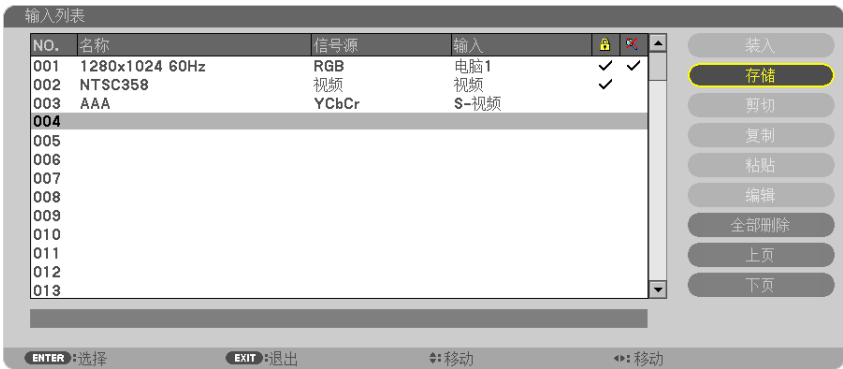 输入列表
NO. 名称 信号源 输入
001 1280x1024 60Hz RGB 电脑1
002 NTSC358 视频 视频
003 AAA YCbCr S-视频
004
005
006
007
008
009
010
011
012
013
装入
存储
剪切
复制
粘贴
编辑
全部删除
上页
下页
ENTER:选择 EXIT:退出 :移动 :移动